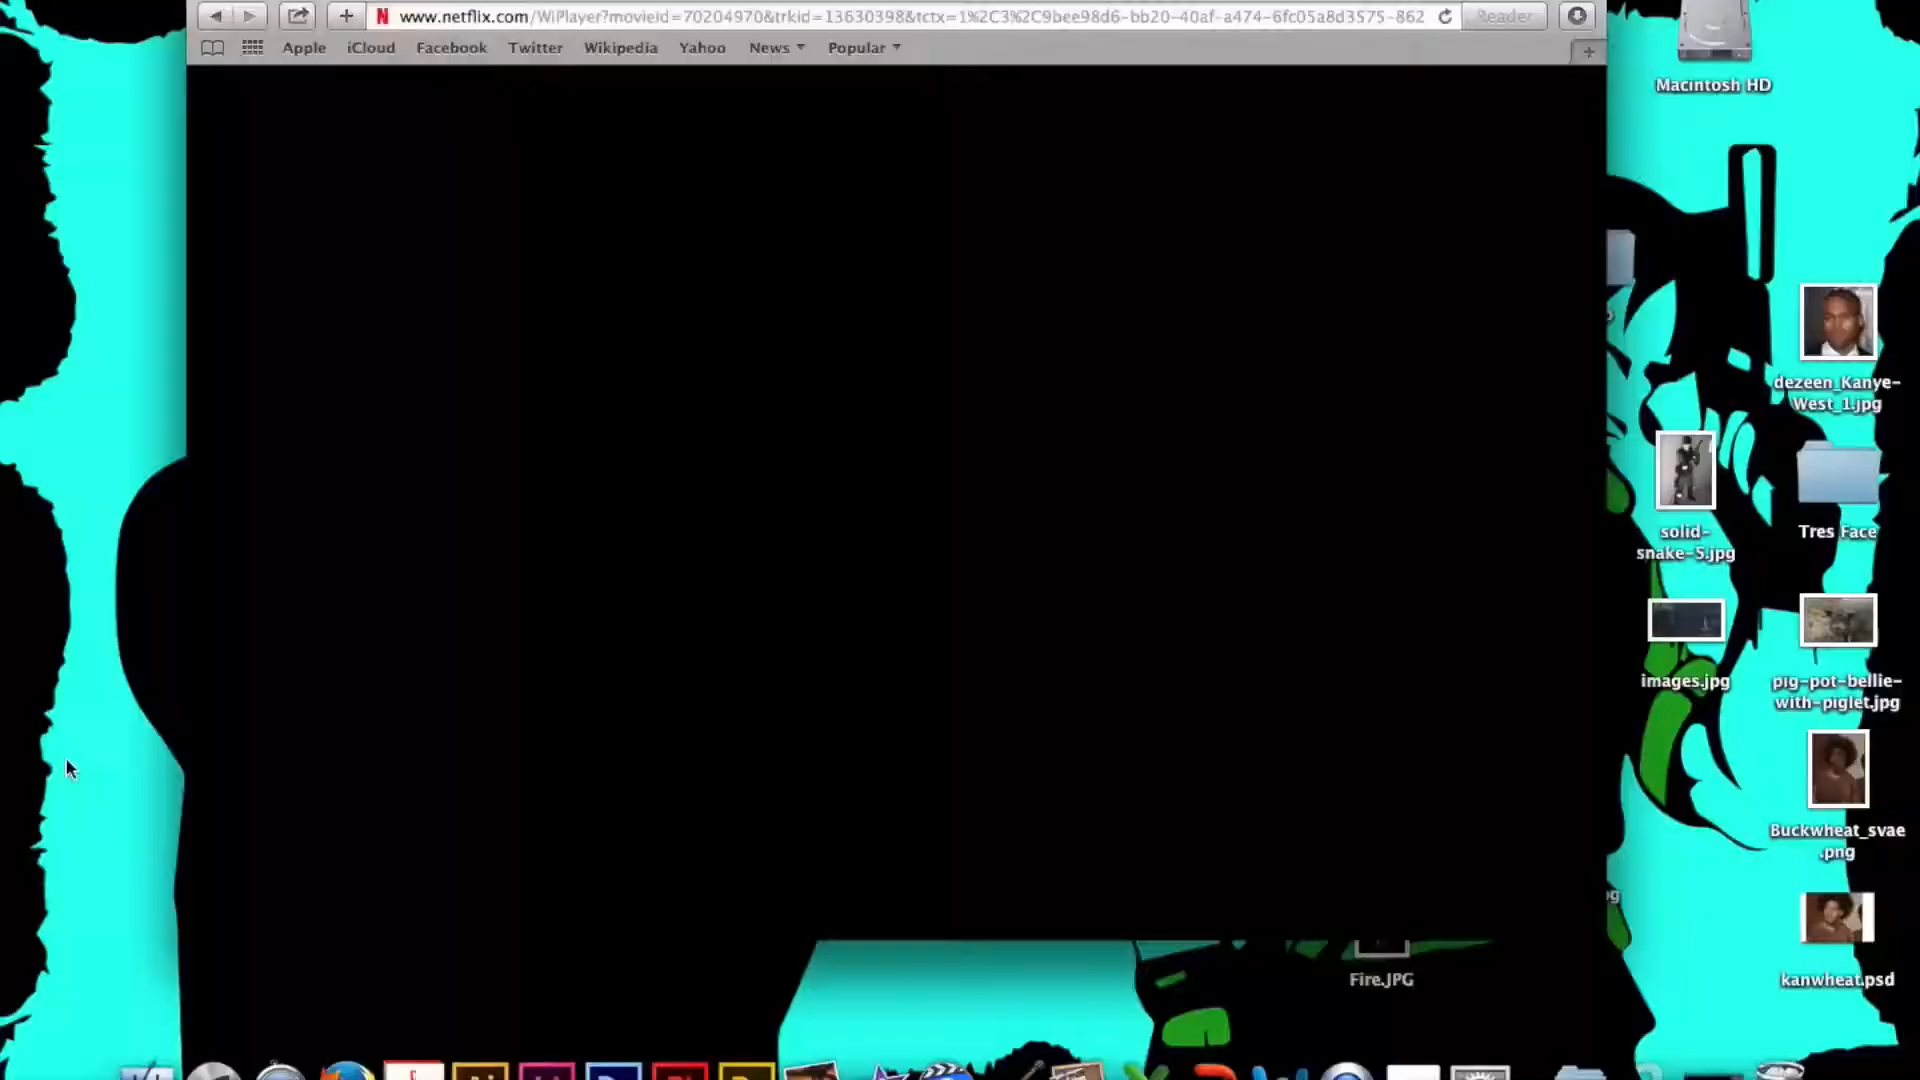 www.netflix.com/WiPlayer?movieid=70204970&trkid=13630398&tctx=1%2C3%2C9bee98d6-bb20-40af-a474-6fc05a8d3575-862
Reader
Apple iCloud Facebook Twitter Wikipedia Yahoo News Popular
Macintosh HD
dezeen_Kanye-
West_1.jpg
solid-
snake-5.jpg
Tres Face
images.jpg
pig-pot-bellie-
with-piglet.jpg
Buckwheat_svae
.png
Fire.JPG
kanwheat.psd